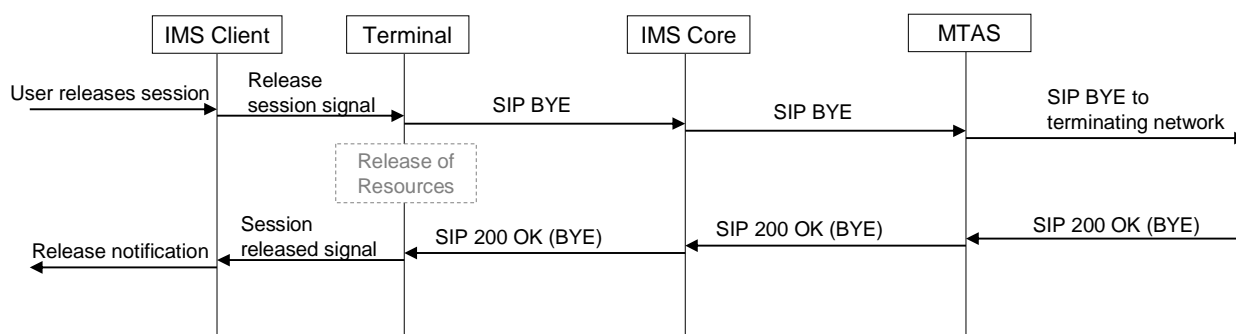 IMS Client
Terminal
IMS Core
MTAS
User releases session
Release
session signal
SIP BYE
SIP BYE
SIP BYE to
terminating network
Release of
Resources
Release notification
Session
released signal
SIP 200 OK (BYE)
SIP 200 OK (BYE)
SIP 200 OK (BYE)